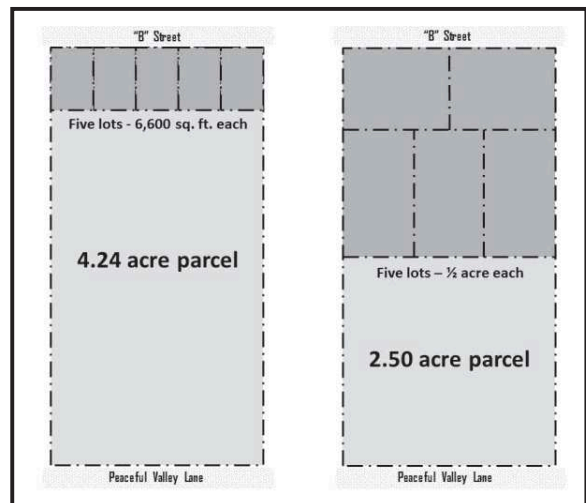 "B" Street
Five lots - 6,600 sq. ft. each
4.24 acre parcel
Peaceful Valley Lane
"B" Street
Five lots – ½ acre each
2.50 acre parcel
Peaceful Valley Lane